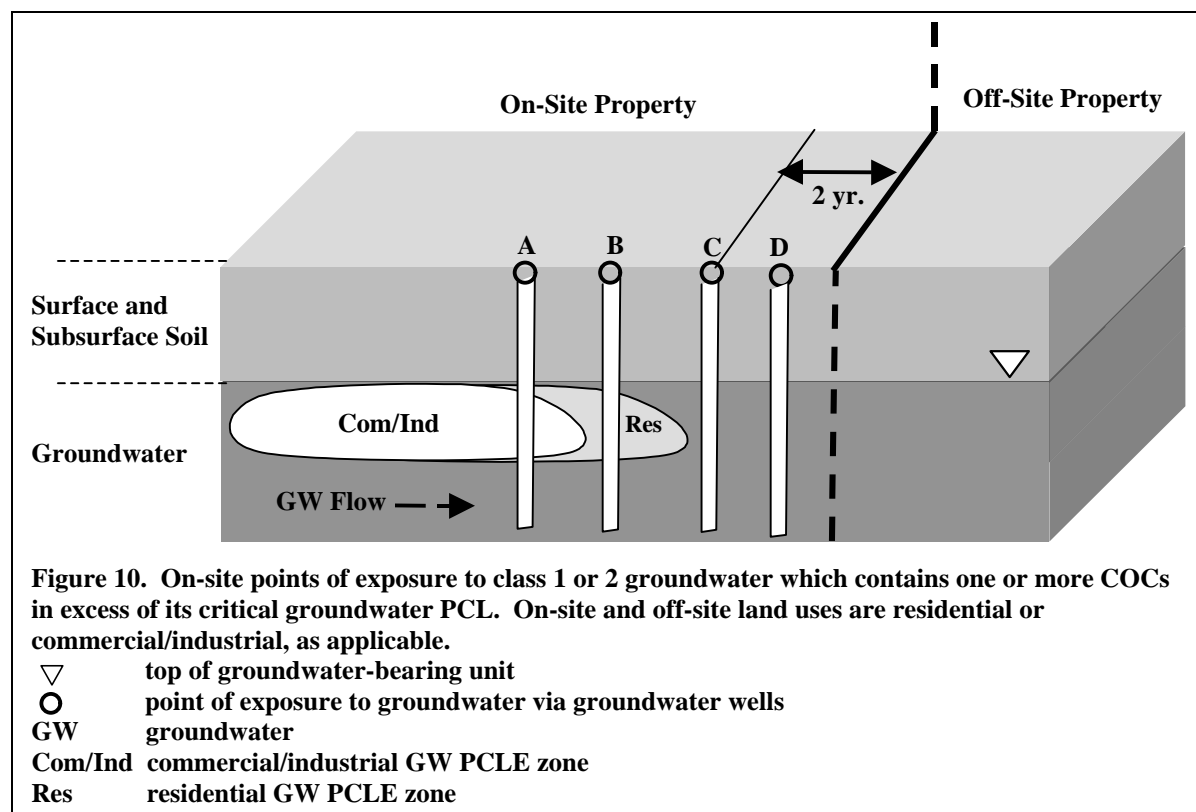 On-Site Property
Off-Site Property
2 yr.
A
B
C
D
Surface and
Subsurface Soil
Com/Ind
Res
Groundwater
GW Flow
Figure 10. On-site points of exposure to class 1 or 2 groundwater which contains one or more COCs
in excess of its critical groundwater PCL. On-site and off-site land uses are residential or
commercial/industrial, as applicable.
top of groundwater-bearing unit
point of exposure to groundwater via groundwater wells
GW groundwater
Com/Ind commercial/industrial GW PCLE zone
Res residential GW PCLE zone